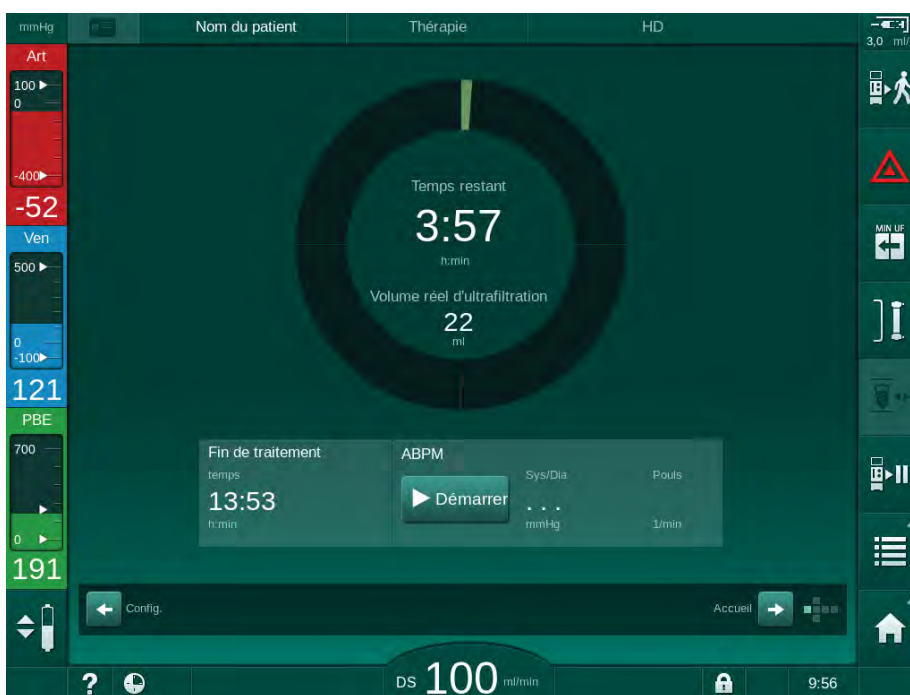 mmHg Nom du patient Thérapie HD
3,0 ml/
Art
100
0
-400
-52
Ven
500
0
-100
121
PBE
700
0
191
Temps restant
3:57
h:min
Volume réel d'ultrafiltration
22
ml
Fin de traitement
temps
13:53
h:min
ABPM
Démarrer
Sys/Dia Pouls
. . .
mmHg 1/min
MIN UF
Config. Accueil
? DS 100 ml/min 9:56